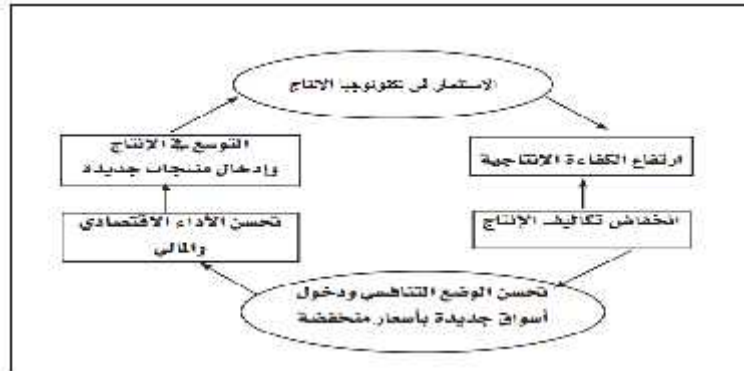 الاستثمار في تكنولوجيا الانتاج
التوسع في الإنتاج
وإدخال منتجات جديدة
ارتفاع الكفاءة الإنتاجية
تحسن الأداء الاقتصادي
والمالي
انخفاض تكاليف الإنتاج
تحسن الوضع التنافسي ودخول
أسواق جديدة بأسعار منخفضة